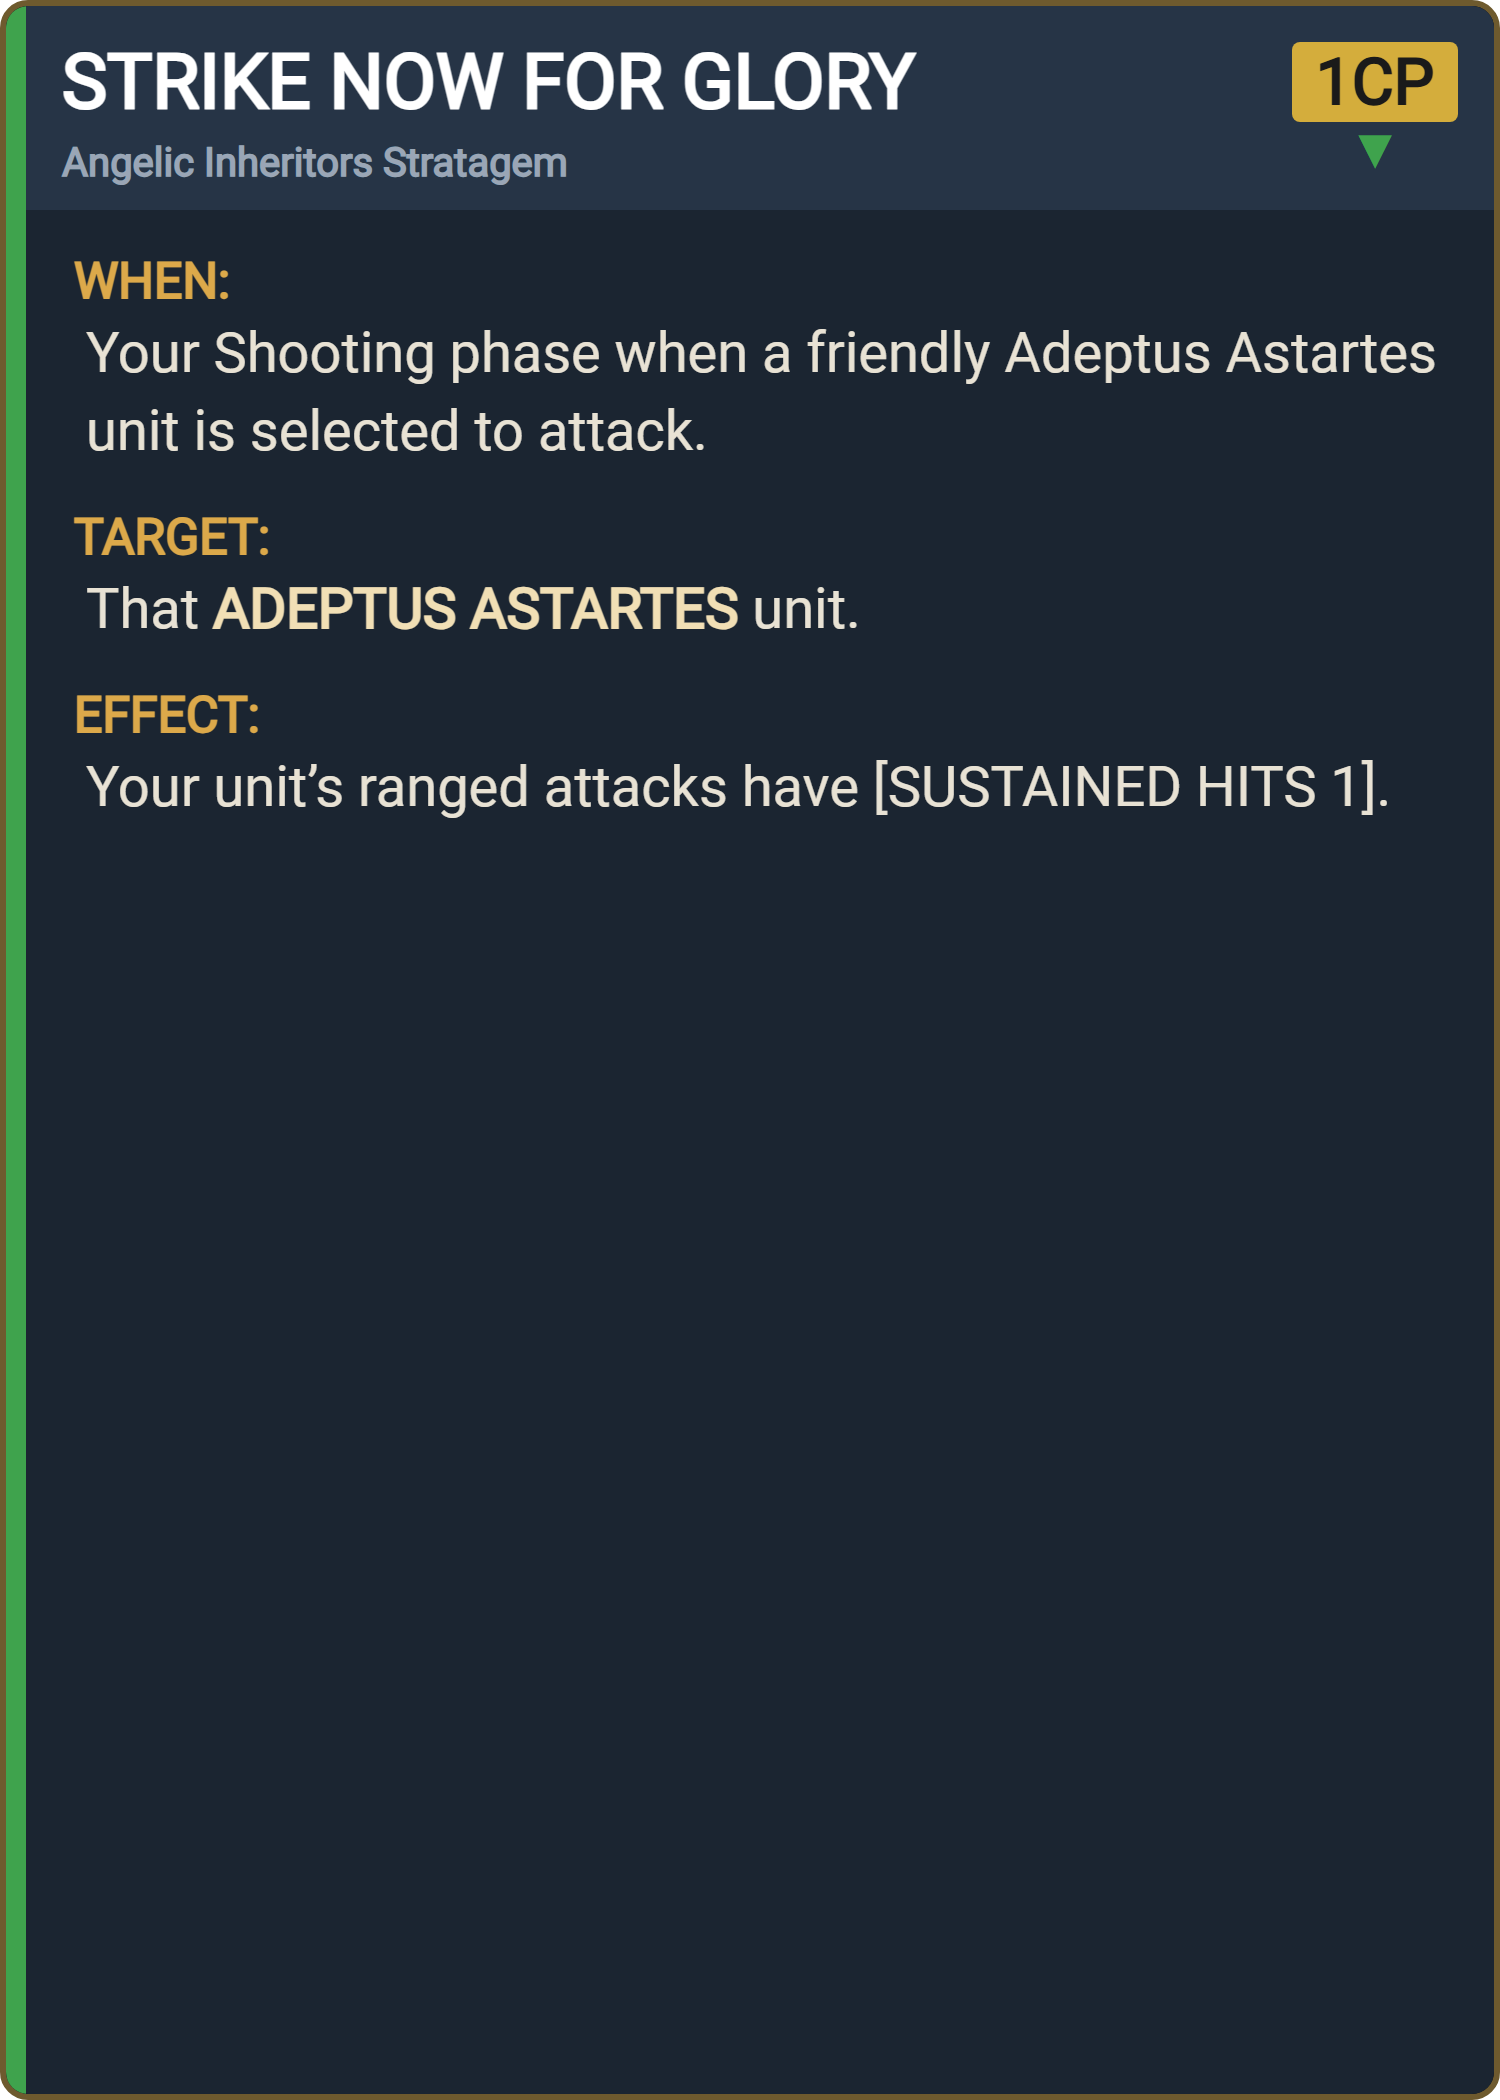 STRIKE NOW FOR GLORY
1CP
Angelic Inheritors Stratagem
WHEN:
Your Shooting phase when a friendly Adeptus Astartes
unit is selected to attack.
TARGET:
That ADEPTUS ASTARTES unit.
EFFECT:
Your unit’s ranged attacks have [SUSTAINED HITS 1].